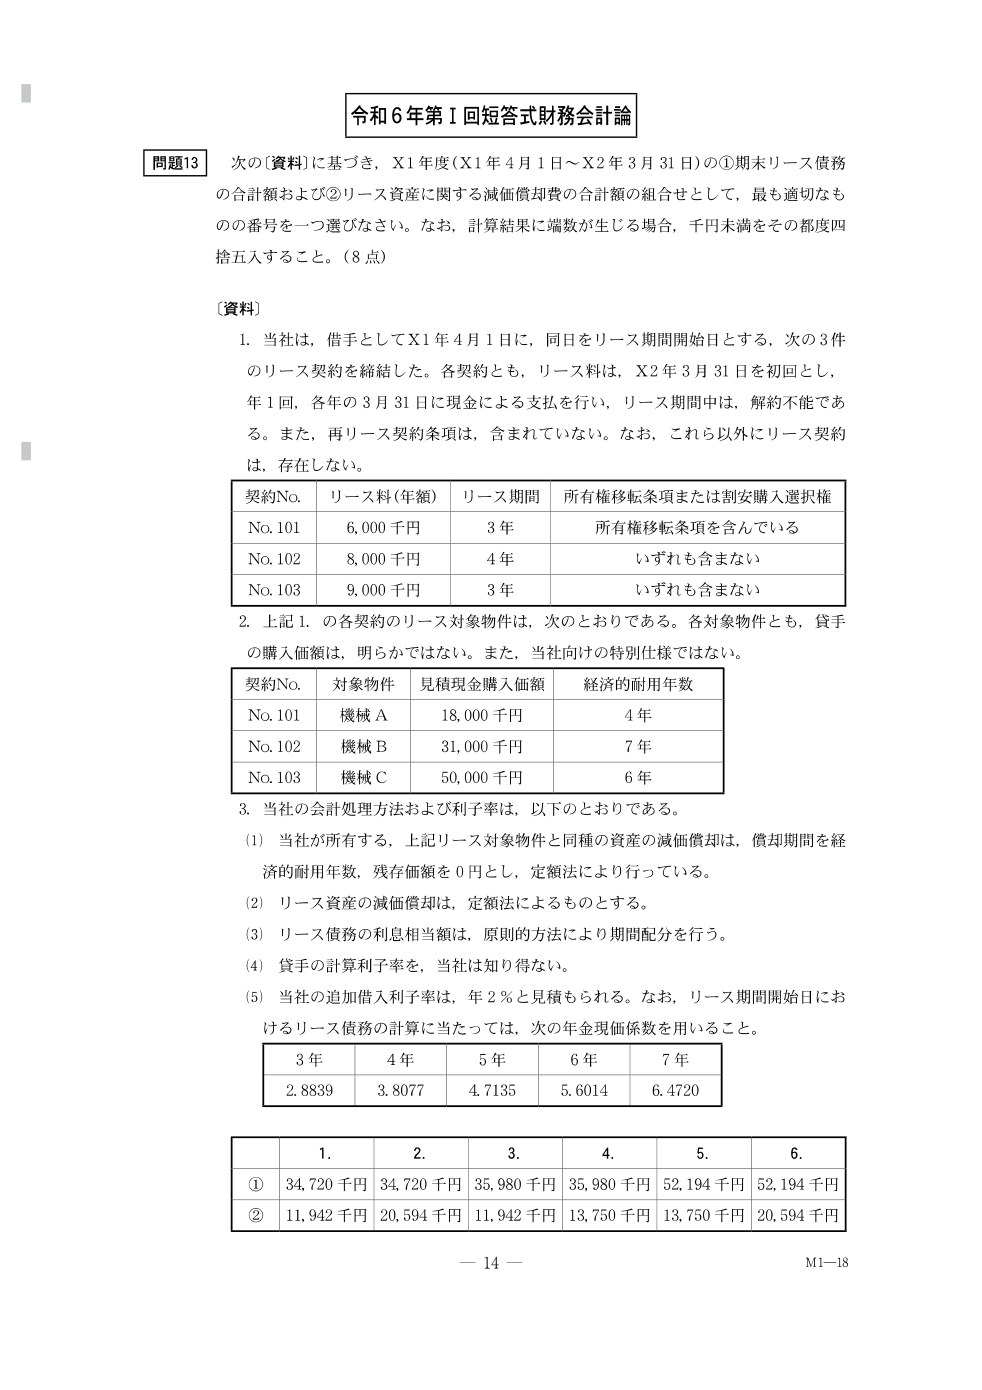 令和6年第Ⅰ回短答式財務会計論
問題13 次の〔資料〕に基づき，X1年度(X1年4月1日～X2年3月31日)の①期末リース債務
の合計額および②リース資産に関する減価償却費の合計額の組合せとして，最も適切なも
のの番号を一つ選びなさい。なお，計算結果に端数が生じる場合，千円未満をその都度四
捨五入すること。(8点)
〔資料〕
1. 当社は，借手としてX1年4月1日に，同日をリース期間開始日とする，次の3件
のリース契約を締結した。各契約とも，リース料は，X2年3月31日を初回とし，
年1回，各年の3月31日に現金による支払を行い，リース期間中は，解約不能であ
る。また，再リース契約条項は，含まれていない。なお，これら以外にリース契約
は，存在しない。
契約No. リース料(年額) リース期間 所有権移転条項または割安購入選択権
No.101 6,000千円 3年 所有権移転条項を含んでいる
No.102 8,000千円 4年 いずれも含まない
No.103 9,000千円 3年 いずれも含まない
2. 上記1. の各契約のリース対象物件は，次のとおりである。各対象物件とも，貸手
の購入価額は，明らかではない。また，当社向けの特別仕様ではない。
契約No. 対象物件 見積現金購入価額 経済的耐用年数
No.101 機械A 18,000千円 4年
No.102 機械B 31,000千円 7年
No.103 機械C 50,000千円 6年
3. 当社の会計処理方法および利子率は，以下のとおりである。
(1) 当社が所有する，上記リース対象物件と同種の資産の減価償却は，償却期間を経
済的耐用年数，残存価額を0円とし，定額法により行っている。
(2) リース資産の減価償却は，定額法によるものとする。
(3) リース債務の利息相当額は，原則的方法により期間配分を行う。
(4) 貸手の計算利子率を，当社は知り得ない。
(5) 当社の追加借入利子率は，年2％と見積もられる。なお，リース期間開始日にお
けるリース債務の計算に当たっては，次の年金現価係数を用いること。
3年 4年 5年 6年 7年
2.8839 3.8077 4.7135 5.6014 6.4720
1. 2. 3. 4. 5. 6.
① 34,720千円 34,720千円 35,980千円 35,980千円 52,194千円 52,194千円
② 11,942千円 20,594千円 11,942千円 13,750千円 13,750千円 20,594千円
― 14 ―
M1―18